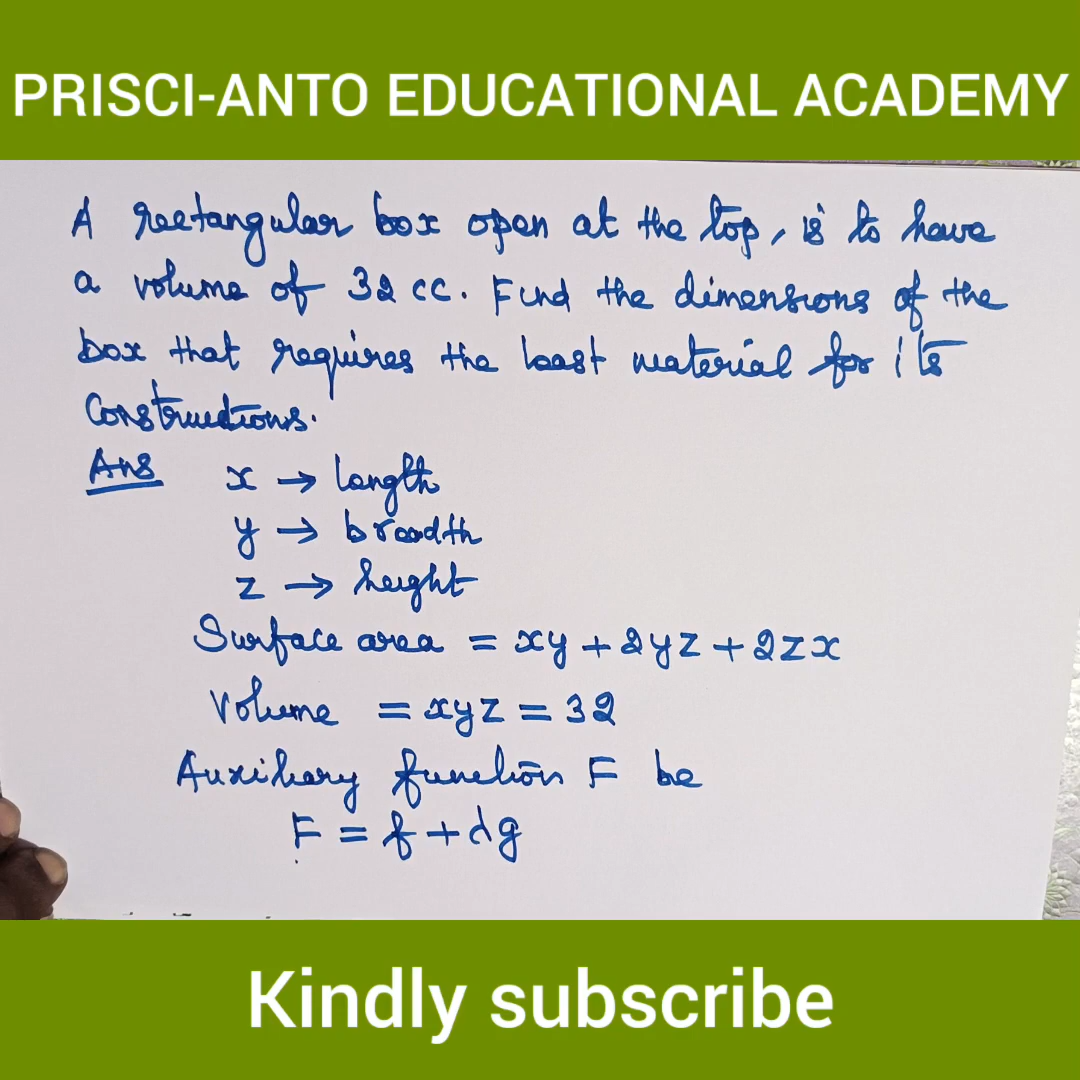 PRISCI-ANTO EDUCATIONAL ACADEMY
A rectangular box open at the top, is to have
a volume of 32 cc. Find the dimensions of the
box that requires the least material for its
constructions.
Ans x → length
y → breadth
z → height
Surface area = xy + 2yz + 2zx
Volume = xyz = 32
Auxiliary function F be
F = f + λg
Kindly subscribe